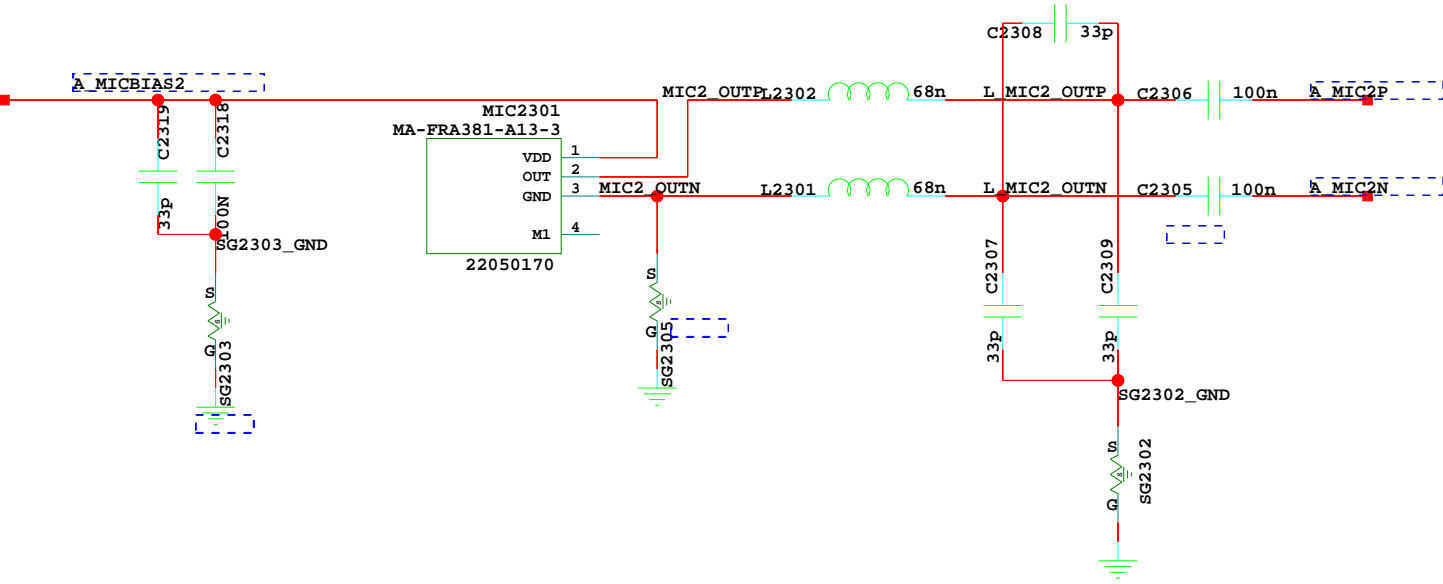 C2308
33p
A_MICBIAS2
MIC2_OUTP
L2302
68n
L_MIC2_OUTP
C2306
100n
A_MIC2P
C2319
C2318
MIC2301
MA-FRA381-A13-3
VDD
1
OUT
2
GND
3
M1
4
22050170
MIC2_OUTN
L2301
68n
L_MIC2_OUTN
C2305
100n
A_MIC2N
33p
100N
SG2303_GND
S
G
SG2303
S
G
SG2305
C2307
C2309
33p
33p
SG2302_GND
S
G
SG2302